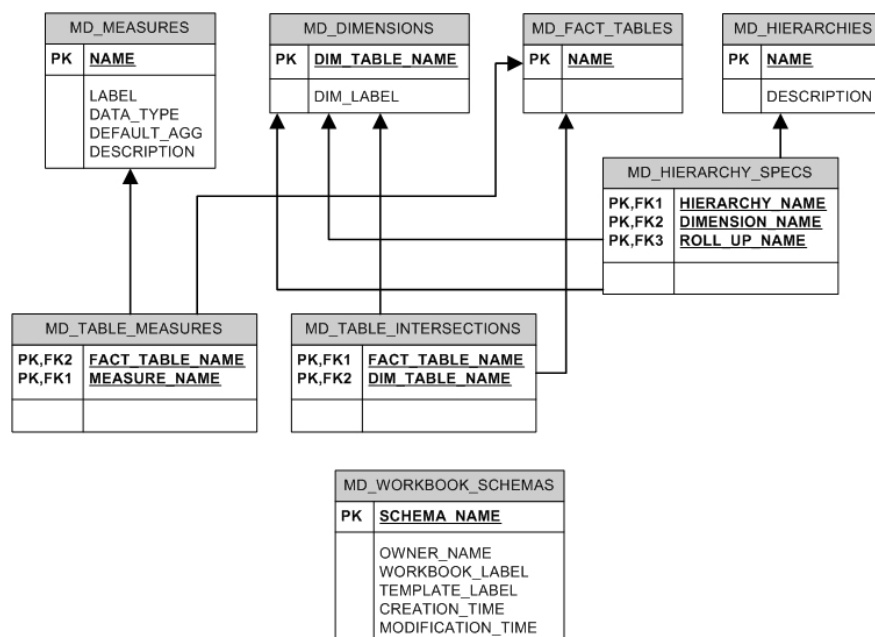 MD_MEASURES
PK NAME
LABEL
DATA_TYPE
DEFAULT_AGG
DESCRIPTION
MD_DIMENSIONS
PK DIM_TABLE_NAME
DIM_LABEL
MD_FACT_TABLES
PK NAME
MD_HIERARCHIES
PK NAME
DESCRIPTION
MD_HIERARCHY_SPECS
PK,FK1 HIERARCHY_NAME
PK,FK2 DIMENSION_NAME
PK,FK3 ROLL_UP_NAME
MD_TABLE_MEASURES
PK,FK2 FACT_TABLE_NAME
PK,FK1 MEASURE_NAME
MD_TABLE_INTERSECTIONS
PK,FK1 FACT_TABLE_NAME
PK,FK2 DIM_TABLE_NAME
MD_WORKBOOK_SCHEMAS
PK SCHEMA_NAME
OWNER_NAME
WORKBOOK_LABEL
TEMPLATE_LABEL
CREATION_TIME
MODIFICATION_TIME